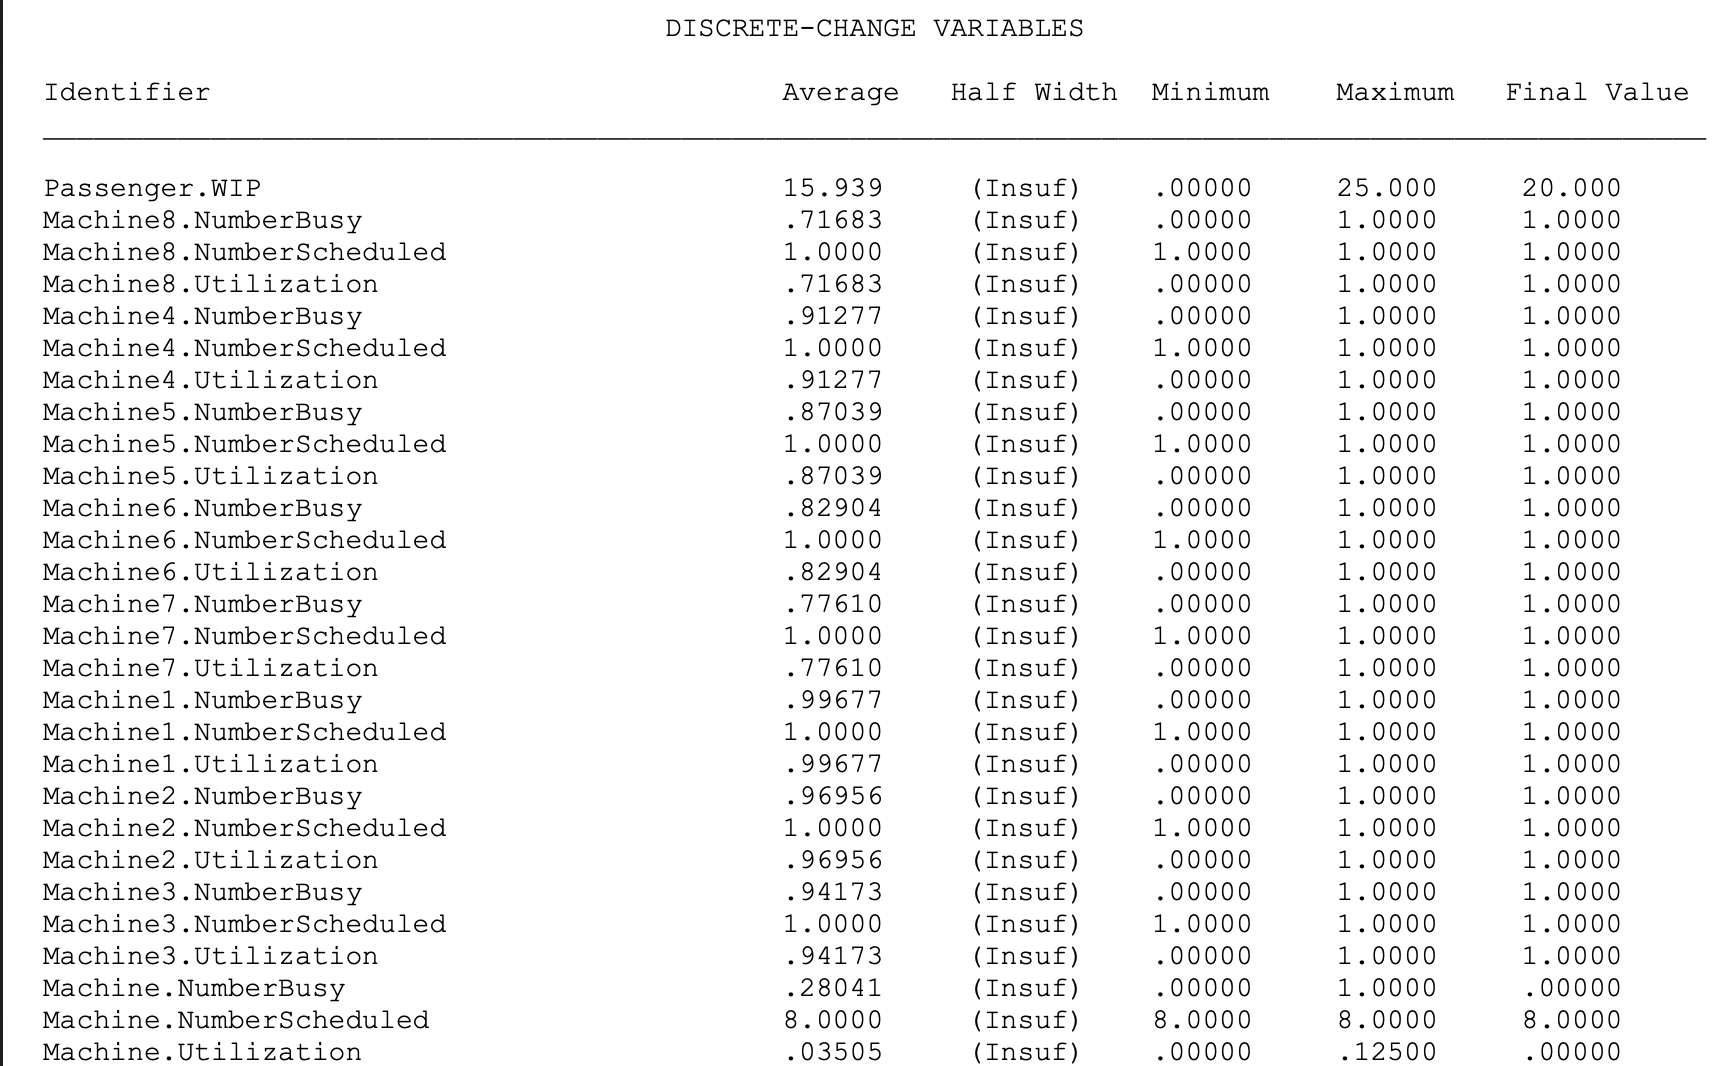 DISCRETE-CHANGE VARIABLES
Identifier Average Half Width Minimum Maximum Final Value
Passenger.WIP 15.939 (Insuf) .00000 25.000 20.000
Machine8.NumberBusy .71683 (Insuf) .00000 1.0000 1.0000
Machine8.NumberScheduled 1.0000 (Insuf) 1.0000 1.0000 1.0000
Machine8.Utilization .71683 (Insuf) .00000 1.0000 1.0000
Machine4.NumberBusy .91277 (Insuf) .00000 1.0000 1.0000
Machine4.NumberScheduled 1.0000 (Insuf) 1.0000 1.0000 1.0000
Machine4.Utilization .91277 (Insuf) .00000 1.0000 1.0000
Machine5.NumberBusy .87039 (Insuf) .00000 1.0000 1.0000
Machine5.NumberScheduled 1.0000 (Insuf) 1.0000 1.0000 1.0000
Machine5.Utilization .87039 (Insuf) .00000 1.0000 1.0000
Machine6.NumberBusy .82904 (Insuf) .00000 1.0000 1.0000
Machine6.NumberScheduled 1.0000 (Insuf) 1.0000 1.0000 1.0000
Machine6.Utilization .82904 (Insuf) .00000 1.0000 1.0000
Machine7.NumberBusy .77610 (Insuf) .00000 1.0000 1.0000
Machine7.NumberScheduled 1.0000 (Insuf) 1.0000 1.0000 1.0000
Machine7.Utilization .77610 (Insuf) .00000 1.0000 1.0000
Machine1.NumberBusy .99677 (Insuf) .00000 1.0000 1.0000
Machine1.NumberScheduled 1.0000 (Insuf) 1.0000 1.0000 1.0000
Machine1.Utilization .99677 (Insuf) .00000 1.0000 1.0000
Machine2.NumberBusy .96956 (Insuf) .00000 1.0000 1.0000
Machine2.NumberScheduled 1.0000 (Insuf) 1.0000 1.0000 1.0000
Machine2.Utilization .96956 (Insuf) .00000 1.0000 1.0000
Machine3.NumberBusy .94173 (Insuf) .00000 1.0000 1.0000
Machine3.NumberScheduled 1.0000 (Insuf) 1.0000 1.0000 1.0000
Machine3.Utilization .94173 (Insuf) .00000 1.0000 1.0000
Machine.NumberBusy .28041 (Insuf) .00000 1.0000 .00000
Machine.NumberScheduled 8.0000 (Insuf) 8.0000 8.0000 8.0000
Machine.Utilization .03505 (Insuf) .00000 .12500 .00000